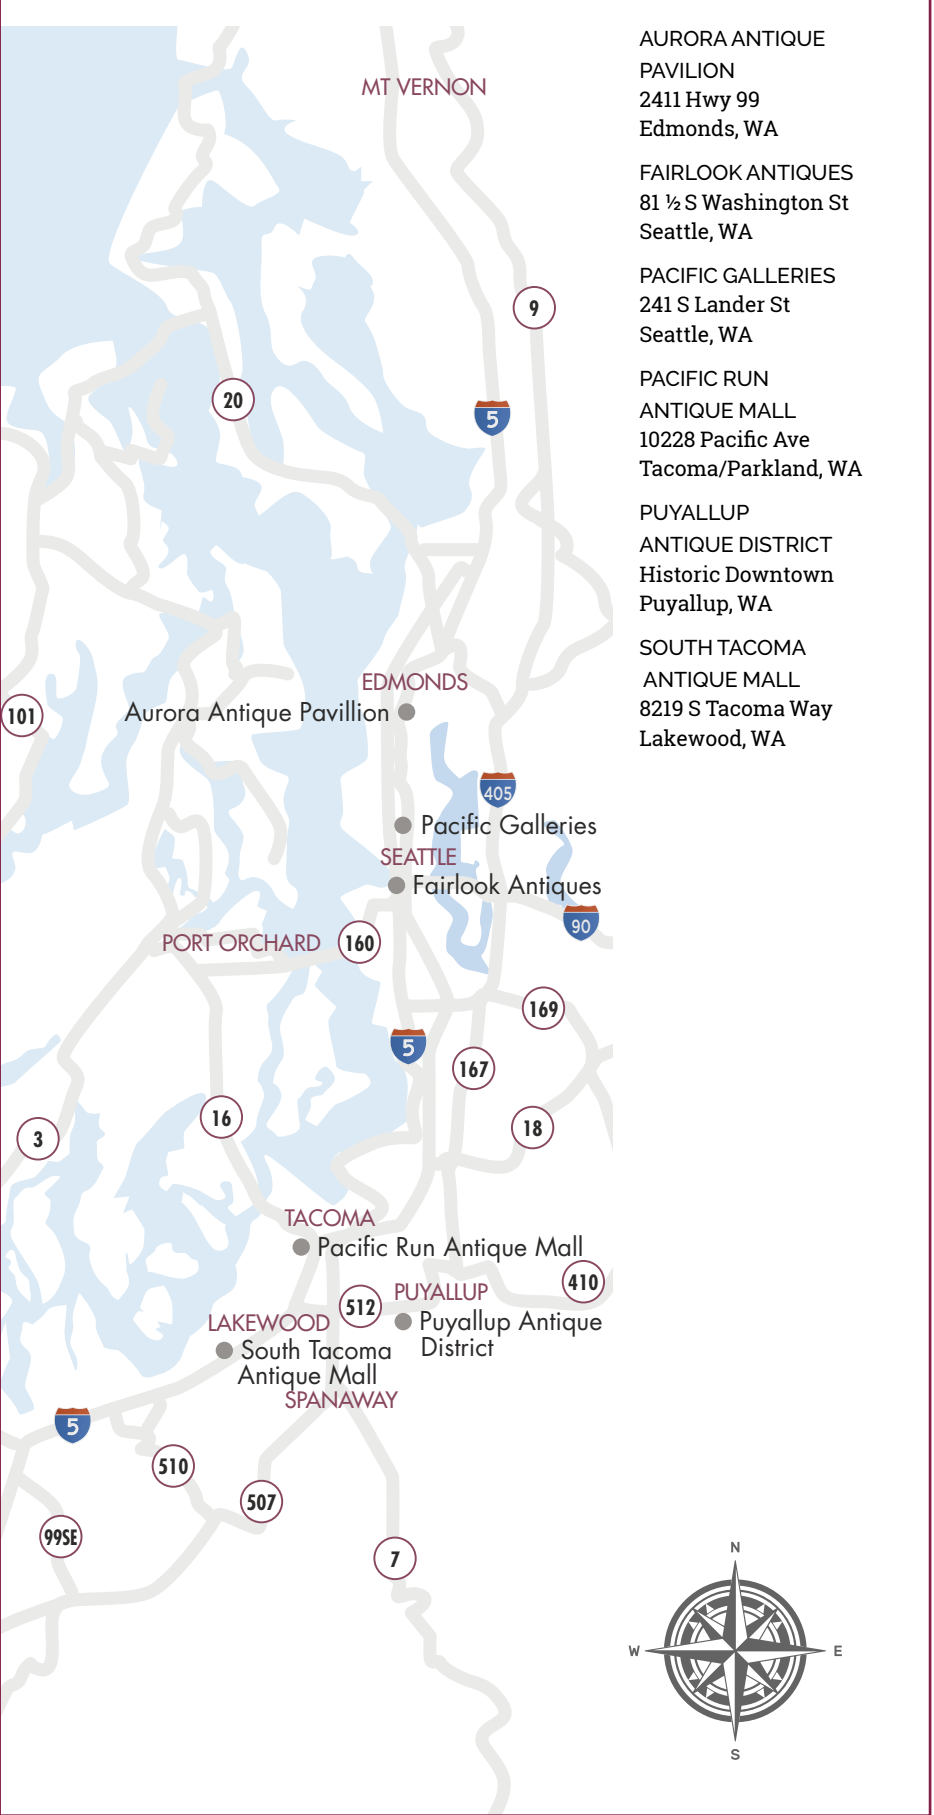 MT VERNON
9
20
5
EDMONDS
101
Aurora Antique Pavillion
405
Pacific Galleries
SEATTLE
Fairlook Antiques
90
PORT ORCHARD
160
169
5
167
16
18
3
TACOMA
Pacific Run Antique Mall
410
PUYALLUP
512
LAKEWOOD
Puyallup Antique
District
South Tacoma
Antique Mall
SPANAWAY
5
510
507
99SE
7
AURORA ANTIQUE
PAVILION
2411 Hwy 99
Edmonds, WA
FAIRLOOK ANTIQUES
81 ½ S Washington St
Seattle, WA
PACIFIC GALLERIES
241 S Lander St
Seattle, WA
PACIFIC RUN
ANTIQUE MALL
10228 Pacific Ave
Tacoma/Parkland, WA
PUYALLUP
ANTIQUE DISTRICT
Historic Downtown
Puyallup, WA
SOUTH TACOMA
ANTIQUE MALL
8219 S Tacoma Way
Lakewood, WA
N
W
E
S